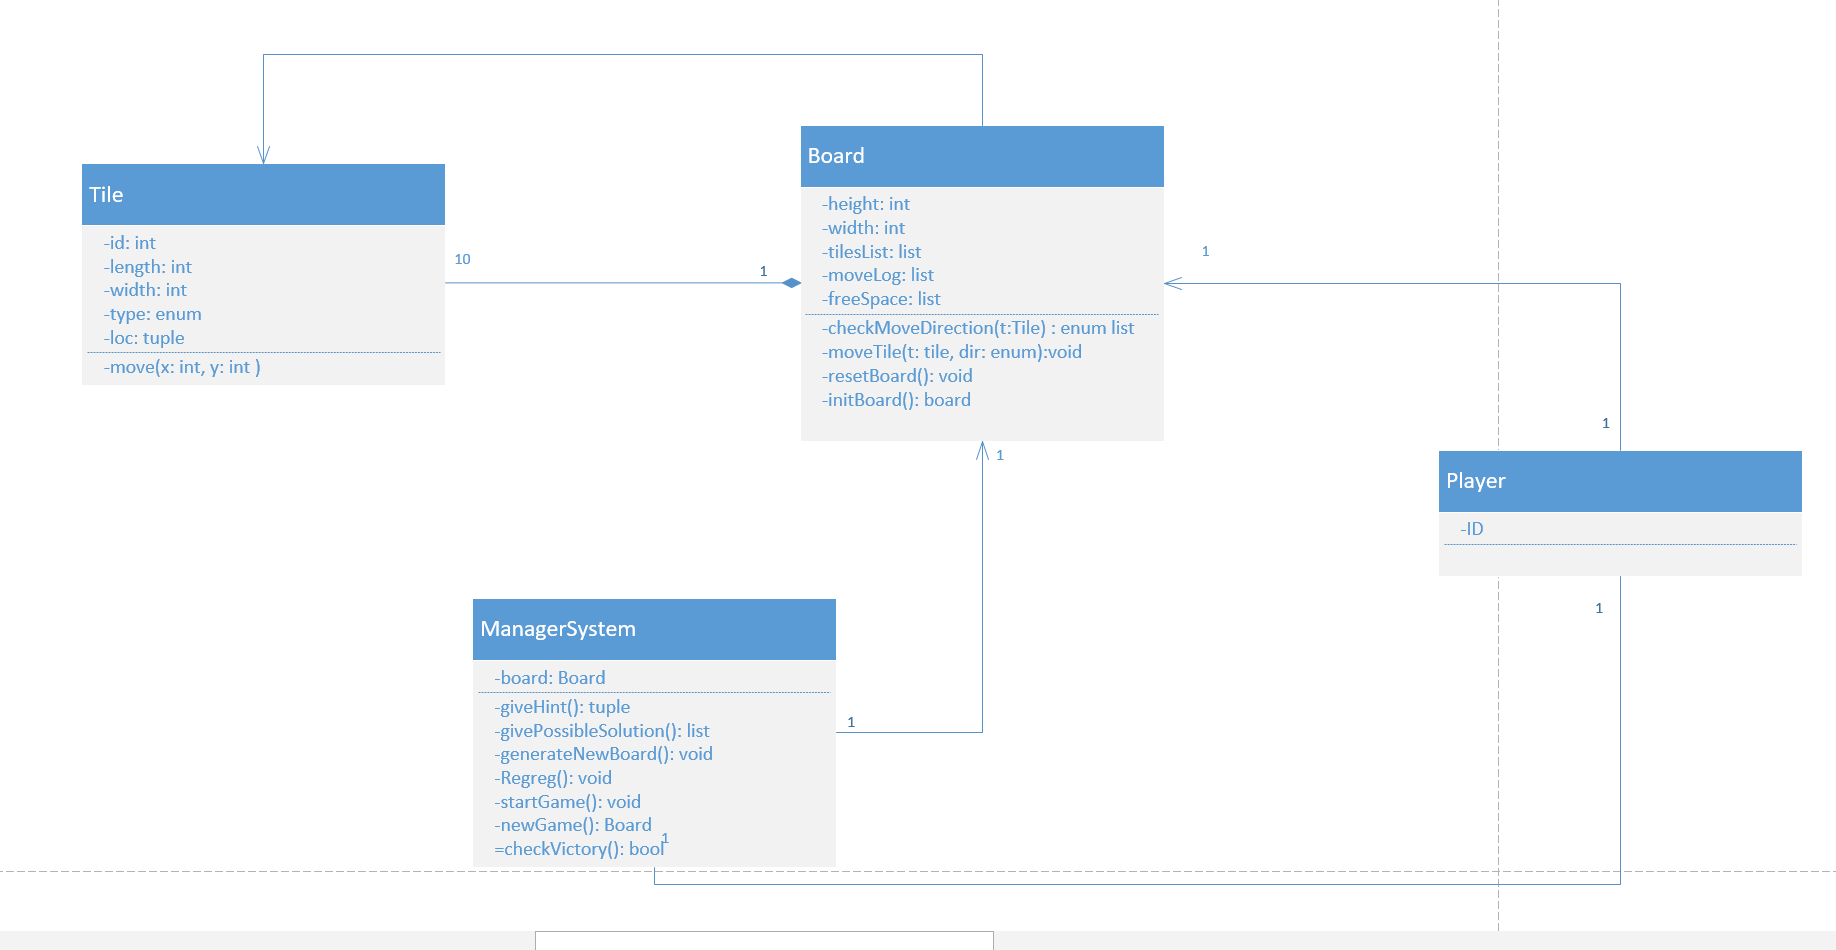 Tile
-id: int
-length: int
-width: int
-type: enum
-loc: tuple
-move(x: int, y: int )
10
1
Board
-height: int
-width: int
-tilesList: list
-moveLog: list
-freeSpace: list
-checkMoveDirection(t:Tile) : enum list
-moveTile(t: tile, dir: enum):void
-resetBoard(): void
-initBoard(): board
1
1
1
Player
-ID
1
ManagerSystem
-board: Board
-giveHint(): tuple
-givePossibleSolution(): list
-generateNewBoard(): void
-Regreg(): void
-startGame(): void
-newGame(): Board
=checkVictory(): bool
1
1